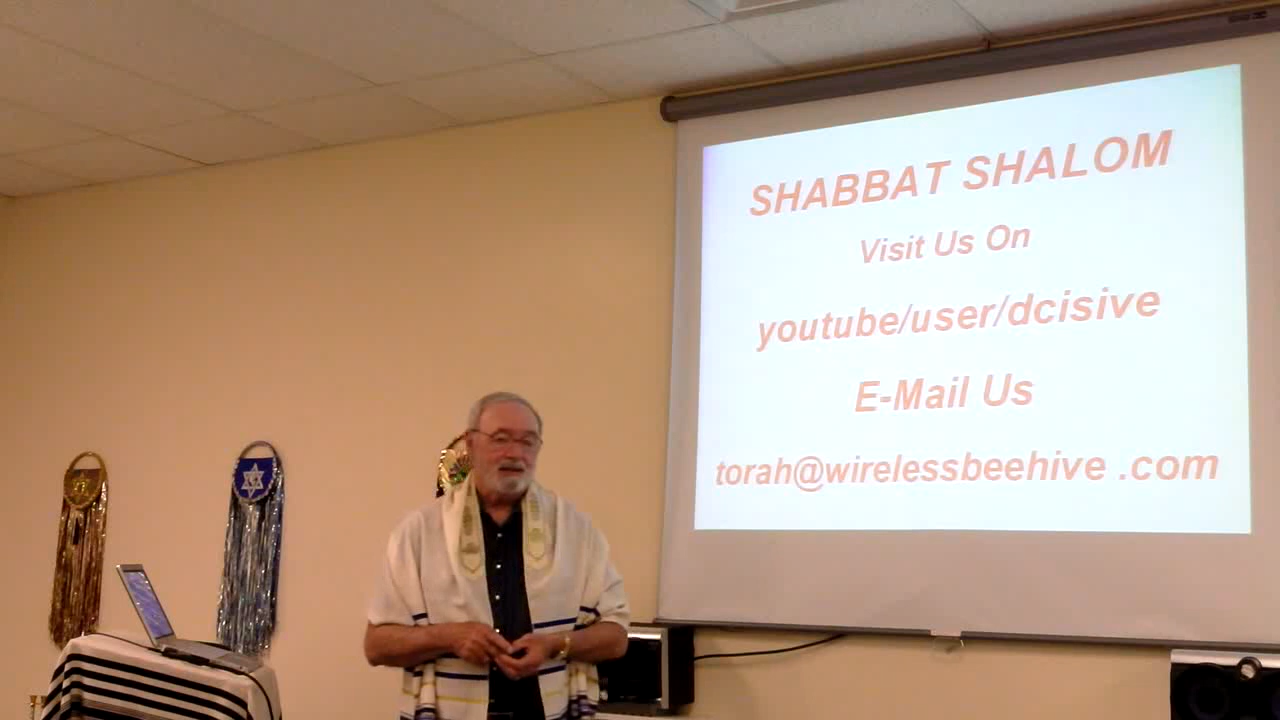 SHABBAT SHALOM
Visit Us On
youtube/user/dcisive
E-Mail Us
torah@wirelessbeehive .com